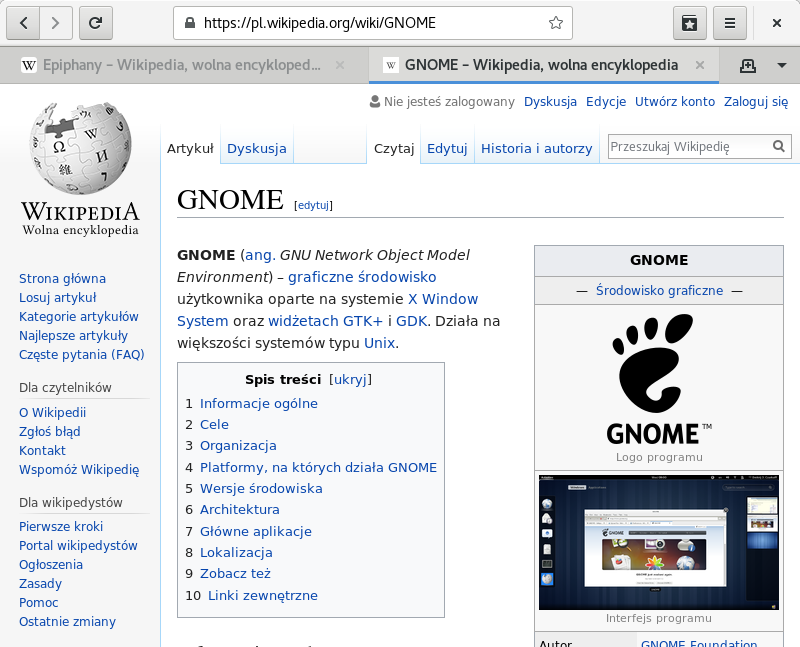 https://pl.wikipedia.org/wiki/GNOME
Epiphany – Wikipedia, wolna encykloped...
GNOME – Wikipedia, wolna encyklopedia
Nie jesteś zalogowany Dyskusja Edycje Utwórz konto Zaloguj się
Artykuł Dyskusja Czytaj Edytuj Historia i autorzy Przeszukaj Wikipedię
WIKIPEDIA
Wolna encyklopedia
Strona główna
Losuj artykuł
Kategorie artykułów
Najlepsze artykuły
Częste pytania (FAQ)
Dla czytelników
O Wikipedii
Zgłoś błąd
Kontakt
Wspomóż Wikipedię
Dla wikipedystów
Pierwsze kroki
Portal wikipedystów
Ogłoszenia
Zasady
Pomoc
Ostatnie zmiany
GNOME [edytuj]
GNOME (ang. GNU Network Object Model
Environment) – graficzne środowisko
użytkownika oparte na systemie X Window
System oraz widżetach GTK+ i GDK. Działa na
większości systemów typu Unix.
Spis treści [ukryj]
1 Informacje ogólne
2 Cele
3 Organizacja
4 Platformy, na których działa GNOME
5 Wersje środowiska
6 Architektura
7 Główne aplikacje
8 Lokalizacja
9 Zobacz też
10 Linki zewnętrzne
GNOME
— Środowisko graficzne —
GNOME™
Logo programu
Interfejs programu
Autor GNOME Foundation